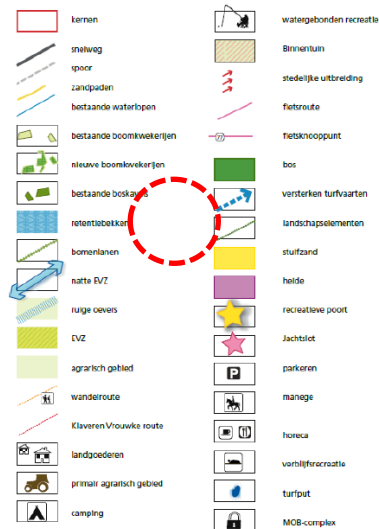 kernen
snelweg
spoor
zandpaden
bestaande waterlopen
bestaande boomkwekerijen
nieuwe boomkwekerijen
bestaande boskavels
retentiebekken
bomenlanen
natte EVZ
ruige oevers
EVZ
agrarisch gebied
wandelroute
Klaveren Vrouwke route
landgoederen
primair agrarisch gebied
camping
watergebonden recreatie
Binnentuin
stedelijke uitbreiding
fietsroute
fietsknooppunt
bos
versterken turfvaarten
landschapselementen
stuifzand
heide
recreatieve poort
Jachtslot
P
parkeren
manege
horeca
verblijfsrecreatie
turfput
MOB-complex